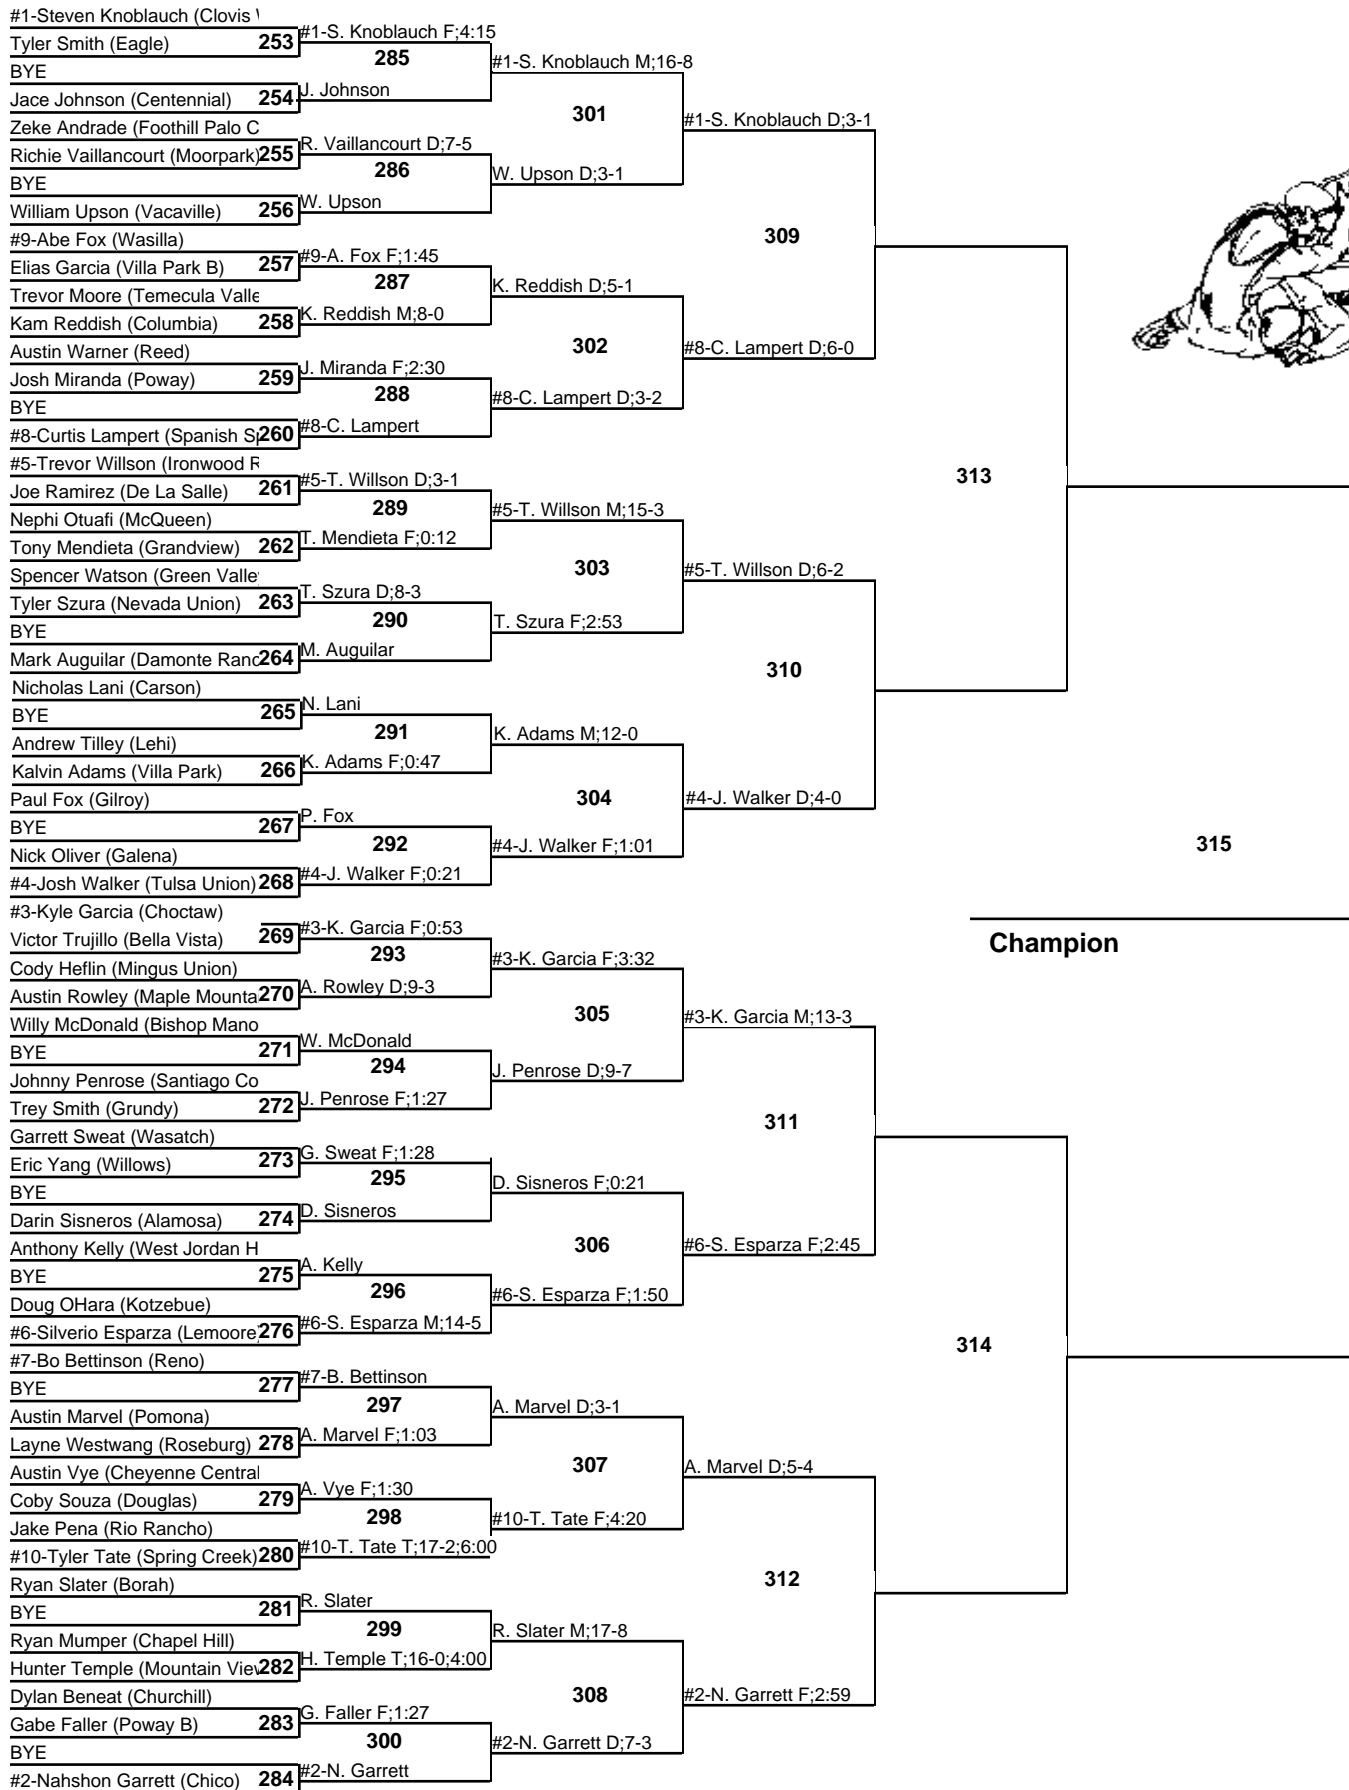 #1-Steven Knoblauch (Clovis
Tyler Smith (Eagle)
253
BYE
Jace Johnson (Centennial)
254
Zeke Andrade (Foothill Palo C
Richie Vaillancourt (Moorpark)
255
BYE
William Upson (Vacaville)
256
#9-Abe Fox (Wasilla)
Elias Garcia (Villa Park B)
257
Trevor Moore (Temecula Valle
Kam Reddish (Columbia)
258
Austin Warner (Reed)
Josh Miranda (Poway)
259
BYE
#8-Curtis Lampert (Spanish Sp
260
#5-Trevor Willson (Ironwood R
Joe Ramirez (De La Salle)
261
Nephi Otuafi (McQueen)
Tony Mendieta (Grandview)
262
Spencer Watson (Green Valle
Tyler Szura (Nevada Union)
263
BYE
Mark Auguilar (Damonte Ranc
264
Nicholas Lani (Carson)
BYE
265
Andrew Tilley (Lehi)
Kalvin Adams (Villa Park)
266
Paul Fox (Gilroy)
BYE
267
Nick Oliver (Galena)
#4-Josh Walker (Tulsa Union)
268
#3-Kyle Garcia (Choctaw)
Victor Trujillo (Bella Vista)
269
Cody Heflin (Mingus Union)
Austin Rowley (Maple Mounta
270
Willy McDonald (Bishop Mano
BYE
271
Johnny Penrose (Santiago Co
Trey Smith (Grundy)
272
Garrett Sweat (Wasatch)
Eric Yang (Willows)
273
BYE
Darin Sisneros (Alamosa)
274
Anthony Kelly (West Jordan H
BYE
275
Doug OHara (Kotzebue)
#6-Silverio Esparza (Lemoore)
276
#7-Bo Bettinson (Reno)
BYE
277
Austin Marvel (Pomona)
Layne Westwang (Roseburg)
278
Austin Vye (Cheyenne Central
Coby Souza (Douglas)
279
Jake Pena (Rio Rancho)
#10-Tyler Tate (Spring Creek)
280
Ryan Slater (Borah)
BYE
281
Ryan Mumper (Chapel Hill)
Hunter Temple (Mountain View
282
Dylan Beneat (Churchill)
Gabe Faller (Poway B)
283
BYE
#2-Nahshon Garrett (Chico)
284
#1-S. Knoblauch F;4:15
285
J. Johnson
R. Vaillancourt D;7-5
286
W. Upson
#9-A. Fox F;1:45
287
K. Reddish M;8-0
J. Miranda F;2:30
288
#8-C. Lampert
#5-T. Willson D;3-1
289
T. Mendieta F;0:12
T. Szura D;8-3
290
M. Auguilar
N. Lani
291
K. Adams F;0:47
P. Fox
292
#4-J. Walker F;0:21
#3-K. Garcia F;0:53
293
A. Rowley D;9-3
W. McDonald
294
J. Penrose F;1:27
G. Sweat F;1:28
295
D. Sisneros
A. Kelly
296
#6-S. Esparza M;14-5
#7-B. Bettinson
297
A. Marvel F;1:03
A. Vye F;1:30
298
#10-T. Tate T;17-2;6:00
R. Slater
299
H. Temple T;16-0;4:00
G. Faller F;1:27
300
#2-N. Garrett
#1-S. Knoblauch M;16-8
301
W. Upson D;3-1
K. Reddish D;5-1
302
#8-C. Lampert D;3-2
#5-T. Willson M;15-3
303
T. Szura F;2:53
K. Adams M;12-0
304
#4-J. Walker F;1:01
#3-K. Garcia F;3:32
305
J. Penrose D;9-7
D. Sisneros F;0:21
306
#6-S. Esparza F;1:50
A. Marvel D;3-1
307
#10-T. Tate F;4:20
R. Slater M;17-8
308
#2-N. Garrett D;7-3
#1-S. Knoblauch D;3-1
309
#8-C. Lampert D;6-0
#5-T. Willson D;6-2
310
#4-J. Walker D;4-0
#3-K. Garcia M;13-3
311
#6-S. Esparza F;2:45
A. Marvel D;5-4
312
#2-N. Garrett F;2:59
313
314
315
Champion